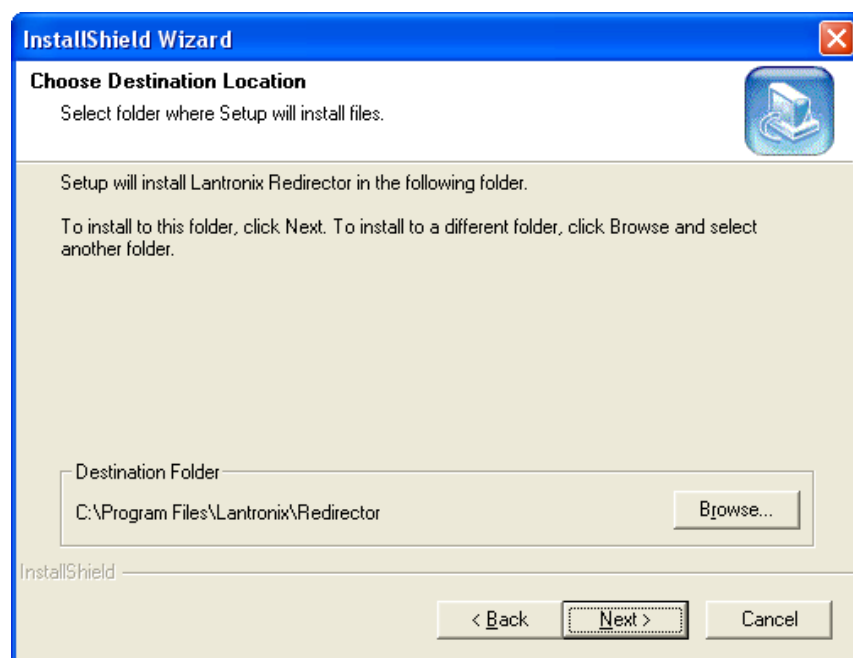 InstallShield Wizard
Choose Destination Location
Select folder where Setup will install files.
Setup will install Lantronix Redirector in the following folder.
To install to this folder, click Next. To install to a different folder, click Browse and select
another folder.
Destination Folder
C:\Program Files\Lantronix\Redirector
Browse...
InstallShield
< Back
Next >
Cancel